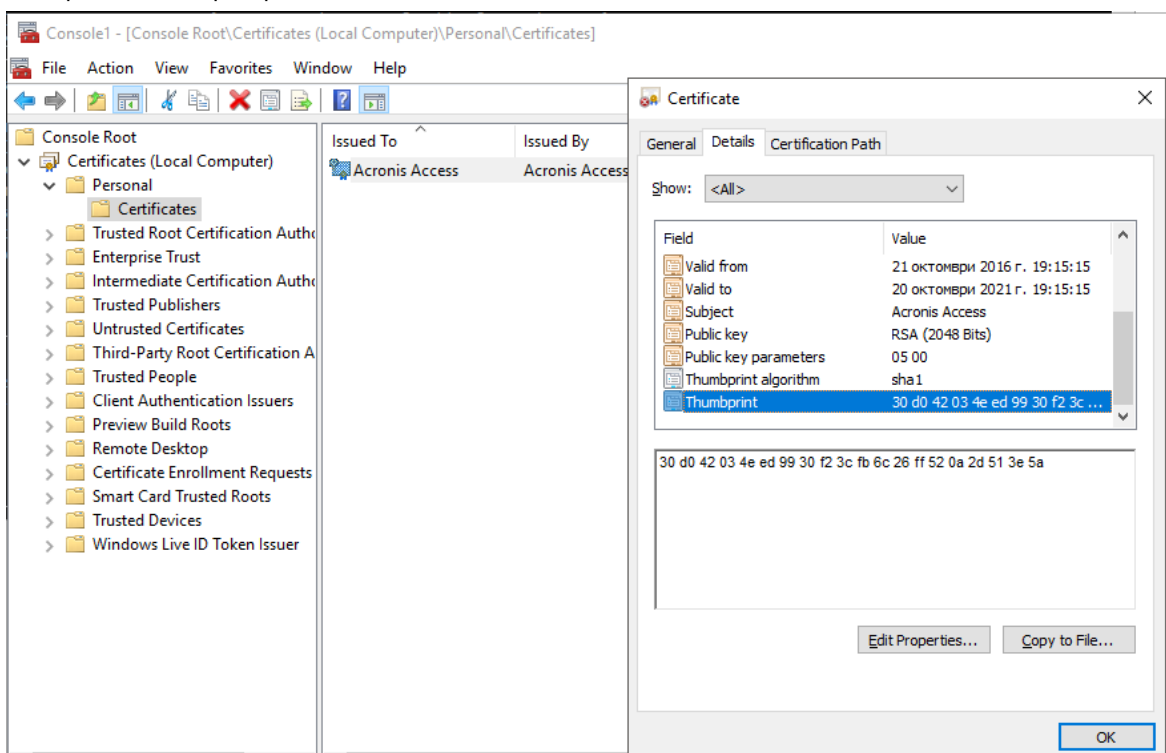 Console1 - [Console Root\Certificates (Local Computer)\Personal\Certificates]
File Action View Favorites Window Help
Console Root
Certificates (Local Computer)
Personal
Certificates
Trusted Root Certification Autho
Enterprise Trust
Intermediate Certification Autho
Trusted Publishers
Untrusted Certificates
Third-Party Root Certification A
Trusted People
Client Authentication Issuers
Preview Build Roots
Remote Desktop
Certificate Enrollment Requests
Smart Card Trusted Roots
Trusted Devices
Windows Live ID Token Issuer
Issued To Issued By
Acronis Access Acronis Access
Certificate
General Details Certification Path
Show: <All>
Field Value
Valid from 21 октомври 2016 г. 19:15:15
Valid to 20 октомври 2021 г. 19:15:15
Subject Acronis Access
Public key RSA (2048 Bits)
Public key parameters 05 00
Thumbprint algorithm sha1
Thumbprint 30 d0 42 03 4e ed 99 30 f2 3c ...
30 d0 42 03 4e ed 99 30 f2 3c fb 6c 26 ff 52 0a 2d 51 3e 5a
Edit Properties... Copy to File...
OK